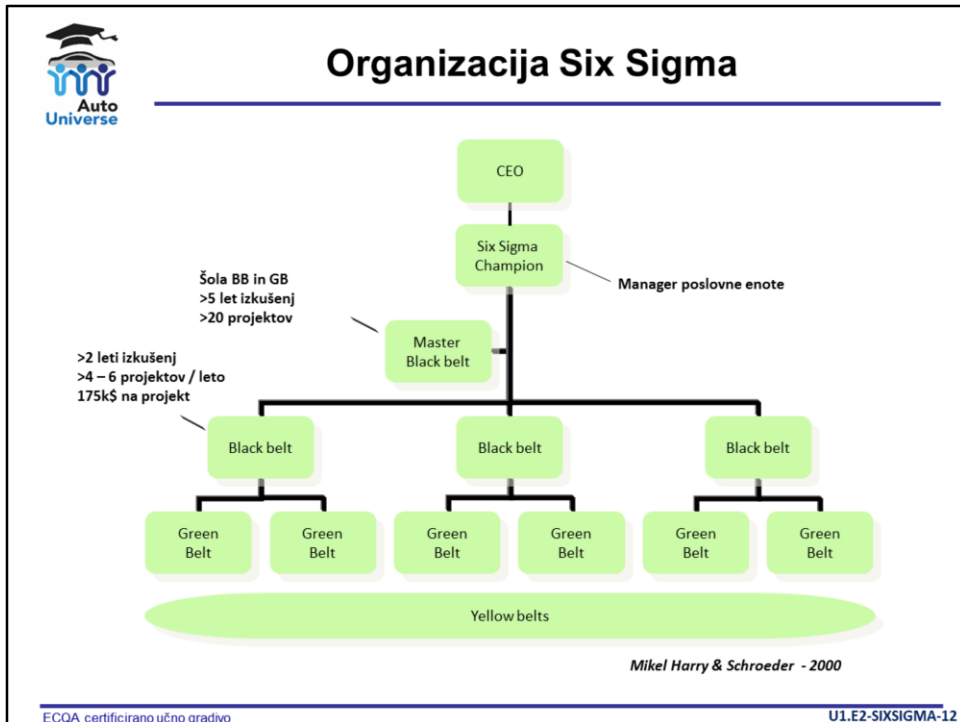 Auto
Universe
Organizacija Six Sigma
CEO
Six Sigma
Champion
Manager poslovne enote
Šola BB in GB
>5 let izkušenj
>20 projektov
Master
Black belt
>2 leti izkušenj
>4 – 6 projektov / leto
175k$ na projekt
Black belt
Black belt
Black belt
Green
Belt
Green
Belt
Green
Belt
Green
Belt
Green
Belt
Green
Belt
Yellow belts
Mikel Harry & Schroeder - 2000
ECQA certificirano učno gradivo
U1.E2-SIXSIGMA-12